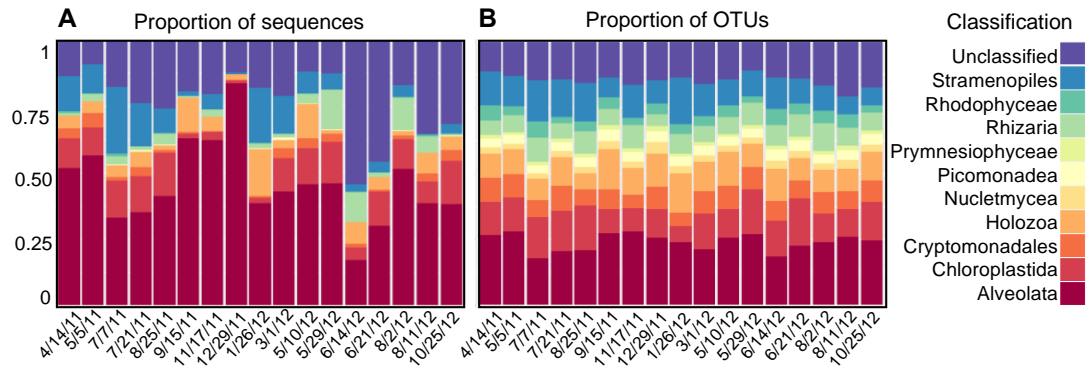 A Proportion of sequences
B Proportion of OTUs
Classification
1
0.75
0.50
0.25
0
4/14/11
5/5/11
7/7/11
7/21/11
8/25/11
9/15/11
11/17/11
12/29/11
1/26/12
3/1/12
5/10/12
5/29/12
6/14/12
6/21/12
8/2/12
8/11/12
10/25/12
4/14/11
5/5/11
7/7/11
7/21/11
8/25/11
9/15/11
11/17/11
12/29/11
1/26/12
3/1/12
5/10/12
5/29/12
6/14/12
6/21/12
8/2/12
8/11/12
10/25/12
Unclassified
Stramenopiles
Rhodophyceae
Rhizaria
Prymnesiophyceae
Picomonadea
Nucletmycea
Holozoa
Cryptomonadales
Chloroplastida
Alveolata